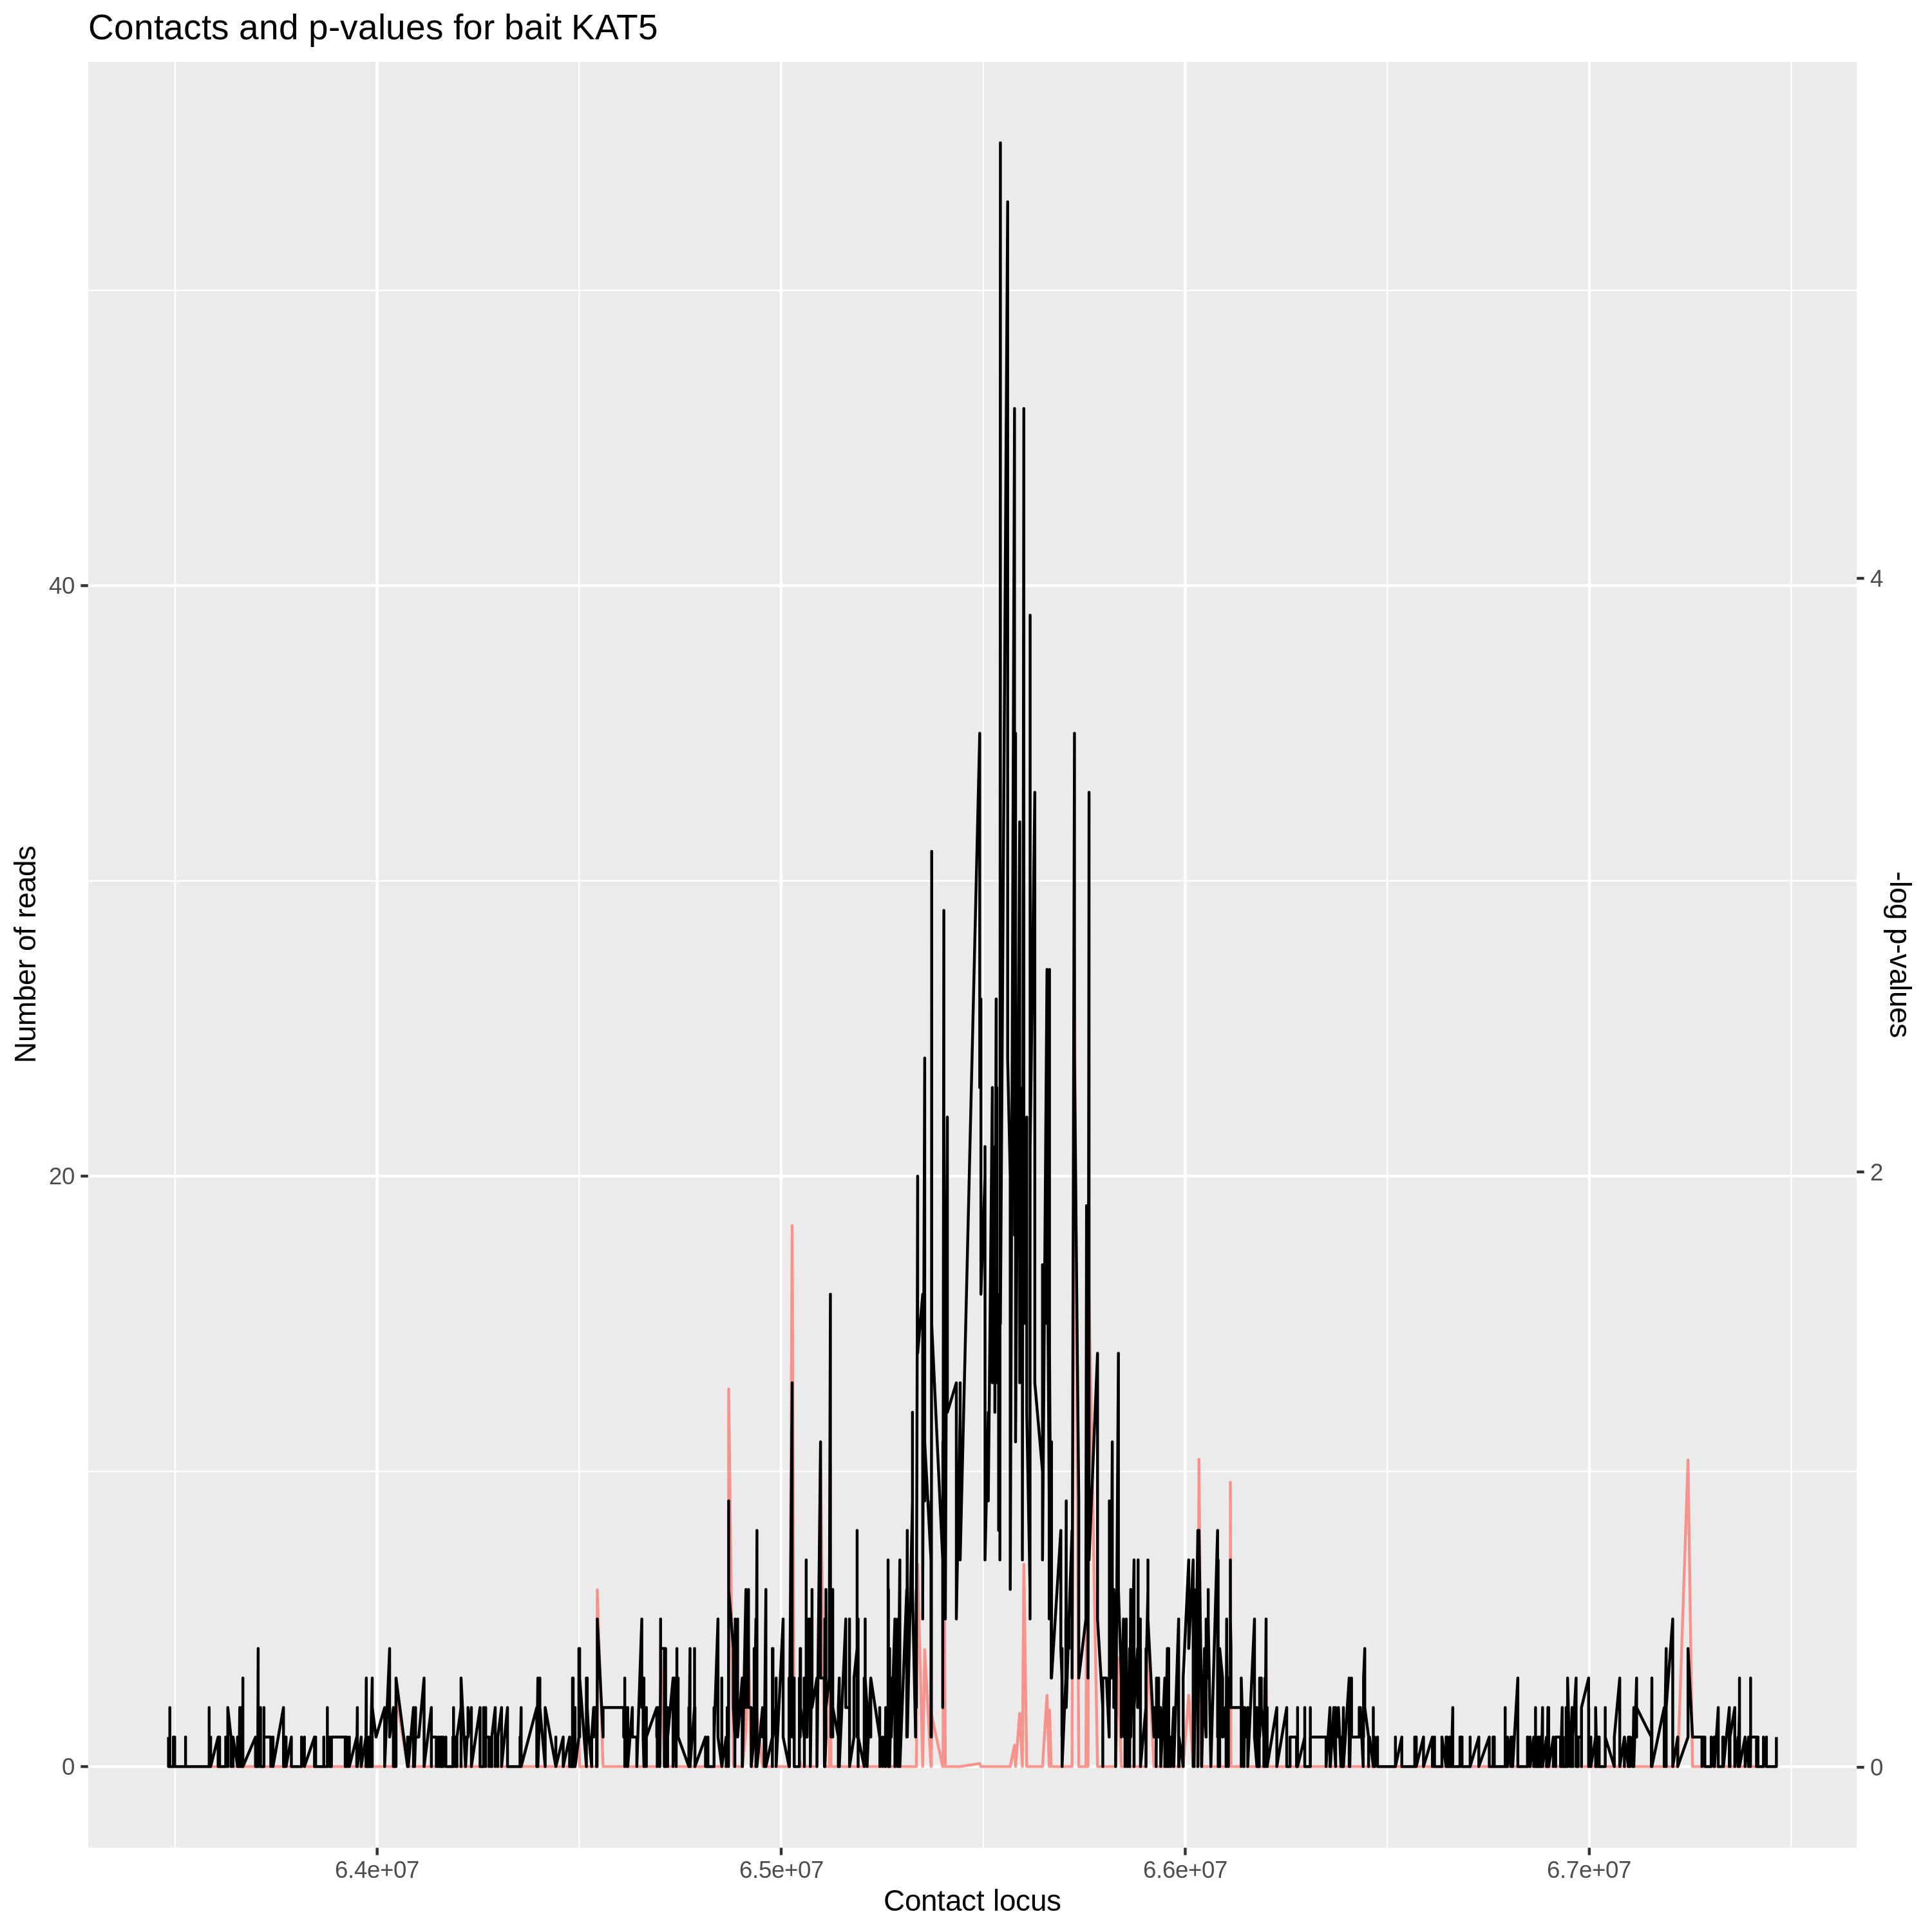 Contacts and p-values for bait KAT5
Number of reads
40
20
0
4
2
0
-log p-values
6.4e+07
6.5e+07
6.6e+07
6.7e+07
Contact locus